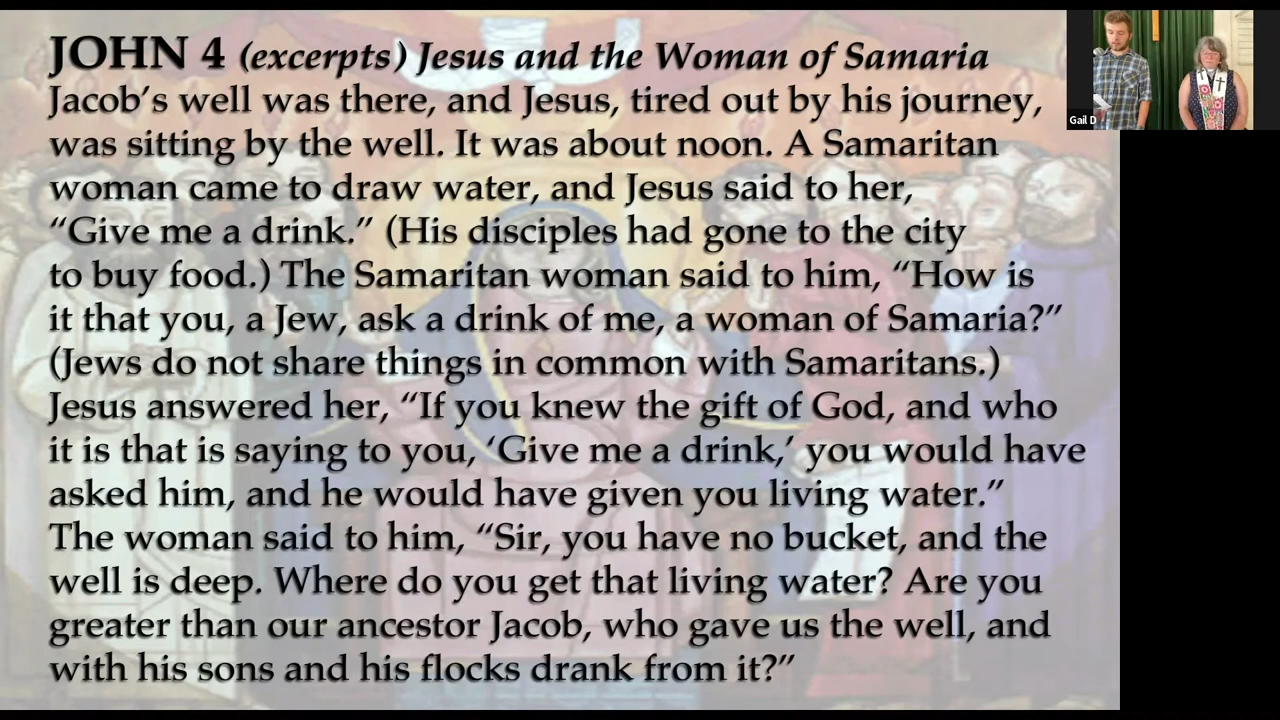 JOHN 4 (excerpts) Jesus and the Woman of Samaria
Jacob’s well was there, and Jesus, tired out by his journey,
was sitting by the well. It was about noon. A Samaritan
woman came to draw water, and Jesus said to her,
“Give me a drink.” (His disciples had gone to the city
to buy food.) The Samaritan woman said to him, “How is
it that you, a Jew, ask a drink of me, a woman of Samaria?”
(Jews do not share things in common with Samaritans.)
Jesus answered her, “If you knew the gift of God, and who
it is that is saying to you, ‘Give me a drink,’ you would have
asked him, and he would have given you living water.”
The woman said to him, “Sir, you have no bucket, and the
well is deep. Where do you get that living water? Are you
greater than our ancestor Jacob, who gave us the well, and
with his sons and his flocks drank from it?”
Gail D